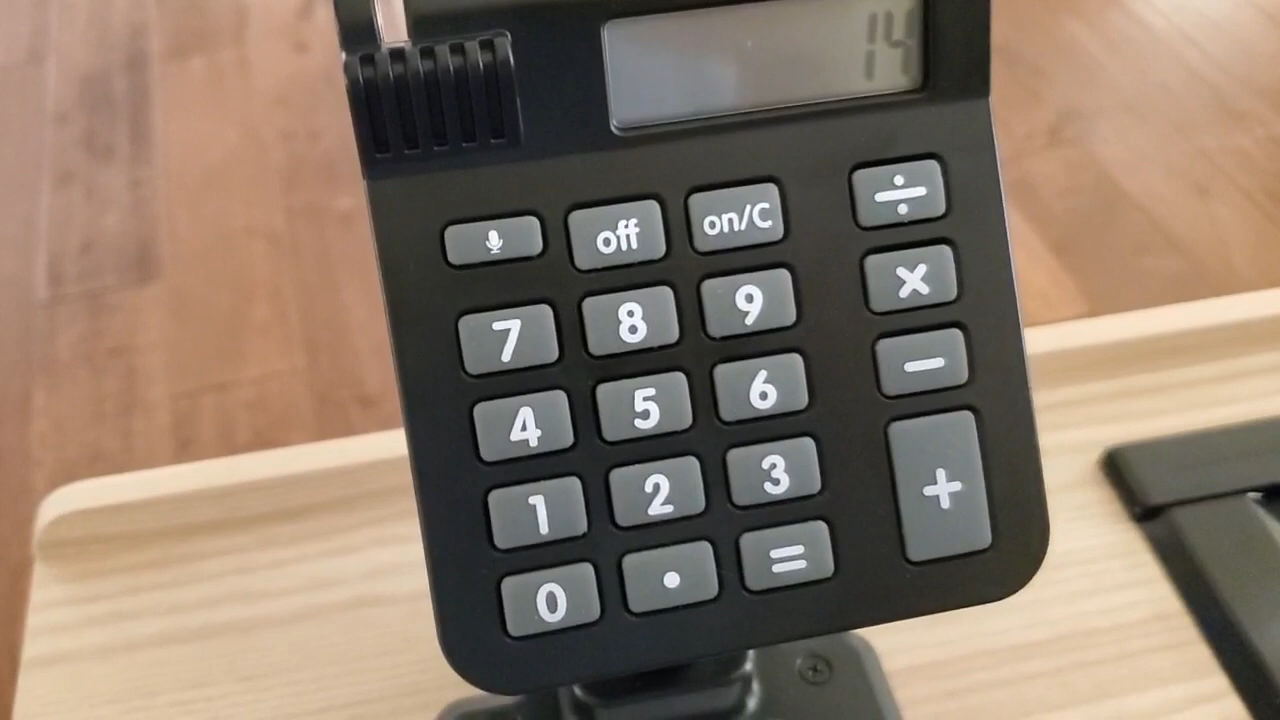 14
off on/C ÷
7 8 9 ×
4 5 6 −
1 2 3 +
0 . =